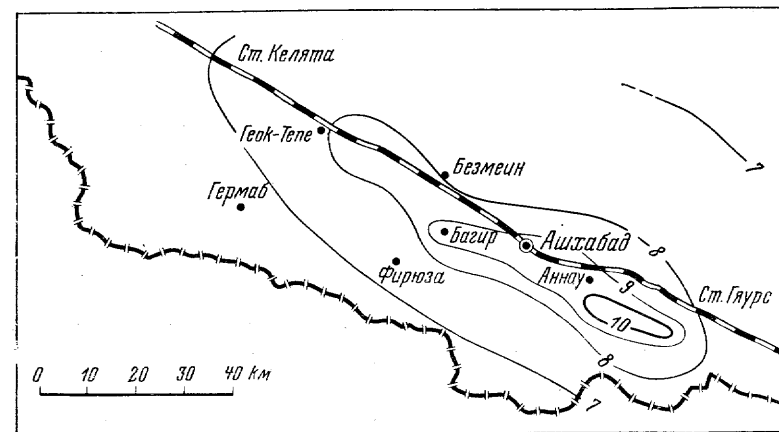 Ст. Келята
Геок-Тепе
Безмеин
Гермаб
Багир
Ашхабад
Фирюза
Аннау
Ст. Гяурс
7
8
9
10
8
7
0 10 20 30 40 км